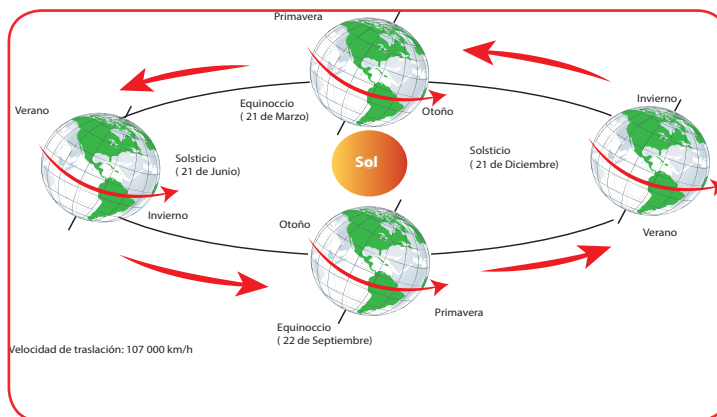 Primavera
Verano
Equinoccio
( 21 de Marzo)
Otoño
Invierno
Solsticio
( 21 de Junio)
Sol
Solsticio
( 21 de Diciembre)
Invierno
Otoño
Verano
Primavera
Equinoccio
( 22 de Septiembre)
Velocidad de traslación: 107 000 km/h